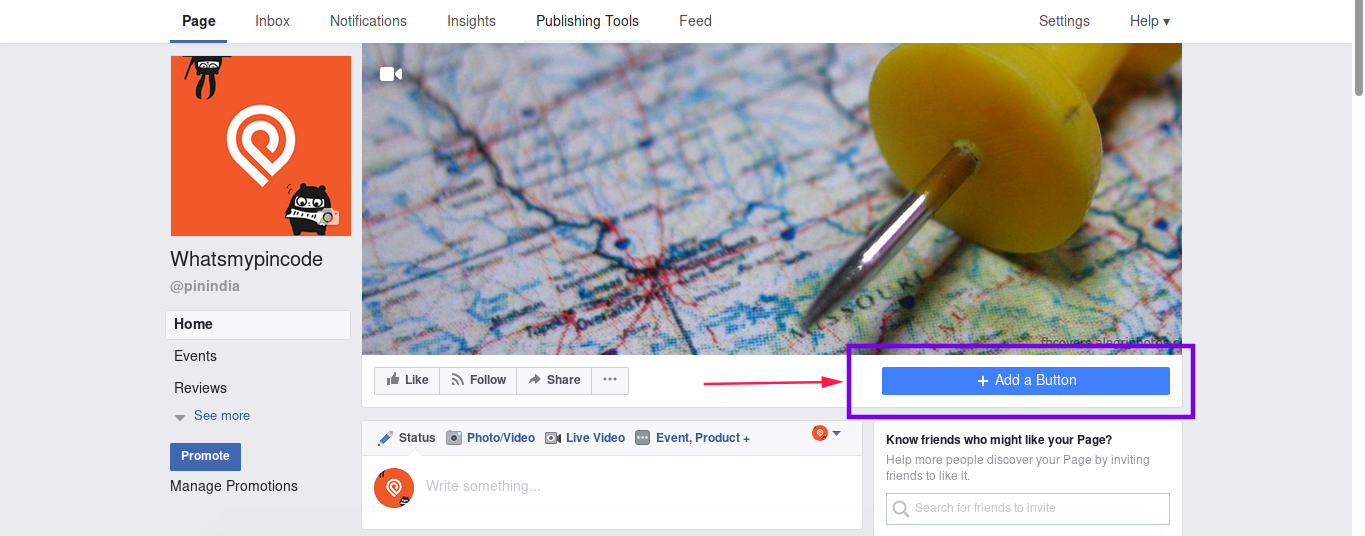 Page Inbox Notifications Insights Publishing Tools Feed Settings Help ▾
Whatsmypincode
@pinindia
Home
Events
Reviews
See more
Promote
Manage Promotions
MISSOURI
Like Follow Share ...
+ Add a Button
Status Photo/Video Live Video Event, Product +
Write something...
Know friends who might like your Page?
Help more people discover your Page by inviting
friends to like it.
Search for friends to invite